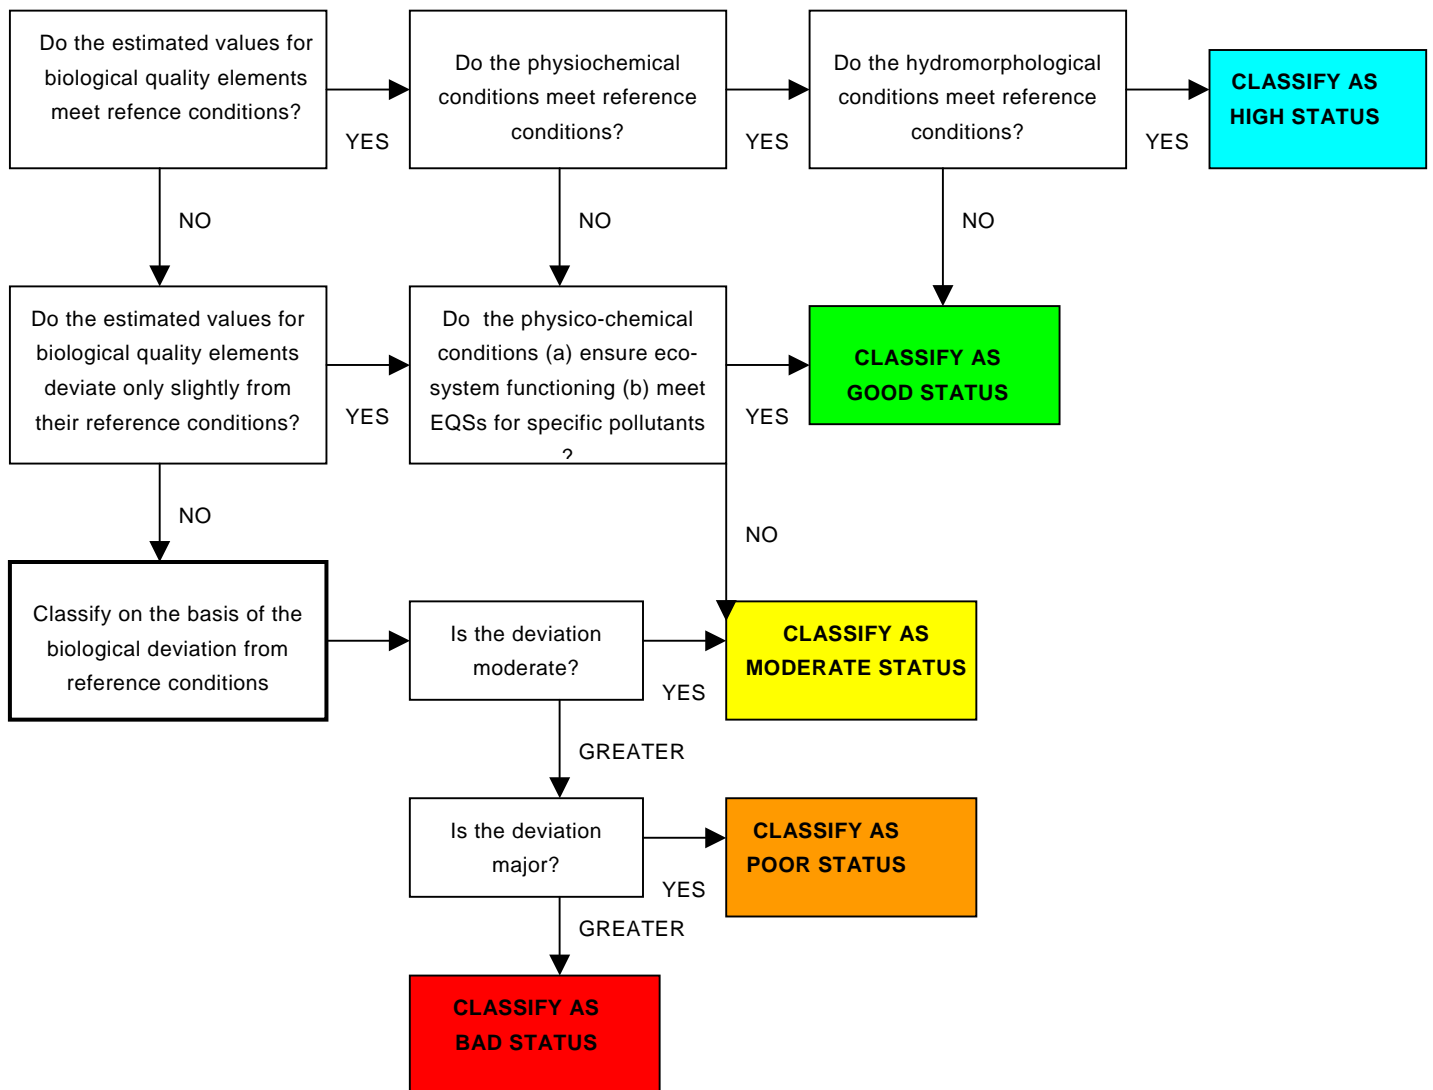 Do the estimated values for
biological quality elements
meet refence conditions?
YES
Do the physiochemical
conditions meet reference
conditions?
YES
Do the hydromorphological
conditions meet reference
conditions?
YES
CLASSIFY AS
HIGH STATUS
NO
NO
NO
Do the estimated values for
biological quality elements
deviate only slightly from
their reference conditions?
YES
Do the physico-chemical
conditions (a) ensure eco-
system functioning (b) meet
EQSs for specific pollutants
?
YES
CLASSIFY AS
GOOD STATUS
NO
NO
Classify on the basis of the
biological deviation from
reference conditions
Is the deviation
moderate?
YES
CLASSIFY AS
MODERATE STATUS
GREATER
Is the deviation
major?
YES
CLASSIFY AS
POOR STATUS
GREATER
CLASSIFY AS
BAD STATUS